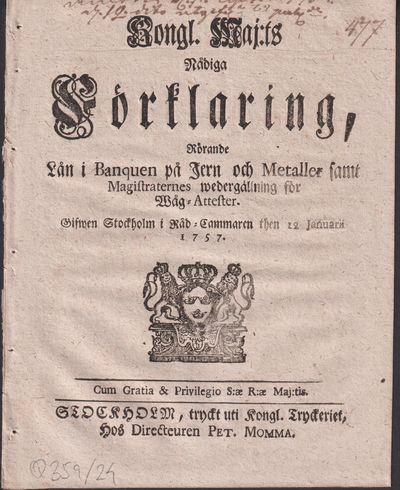 477
Kongl. Maj:ts
Nådiga
Förklaring,
Rörande
Lån i Banquen på Jern och Metaller samt
Magistraternes wedergällning för
Wåg-Attester.
Gifwen Stockholm i Råd-Cammaren then 12 Januarii
1757.
Cum Gratia & Privilegio S:æ R:æ Maj:tis.
STOCKHOLM, tryckt uti Kongl. Tryckeriet,
Hos Directeuren PET. MOMMA.
Q359/24